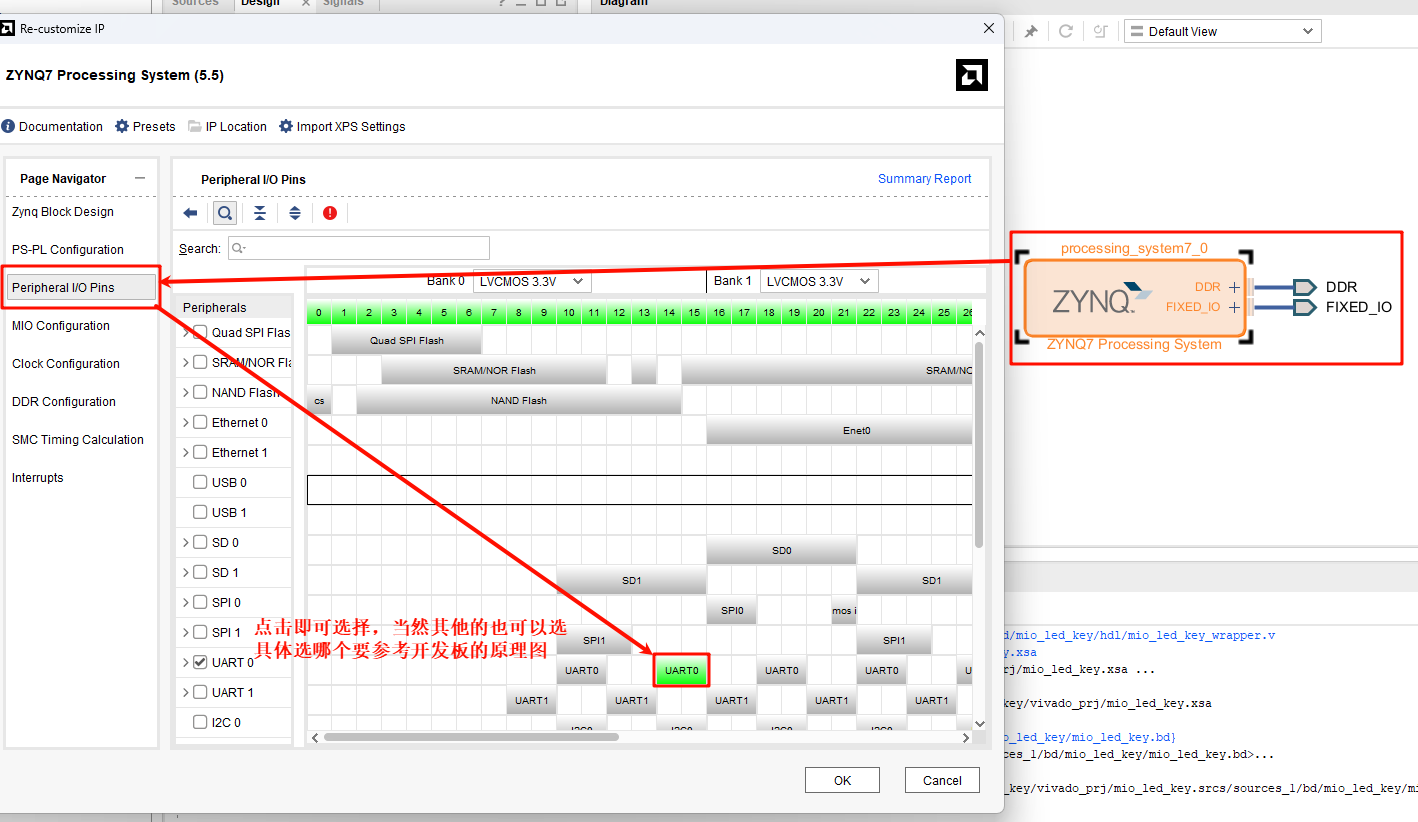 Sources
Design
Signals
Diagram
Re-customize IP
Default View
ZYNQ7 Processing System (5.5)
Documentation
Presets
IP Location
Import XPS Settings
Page Navigator
Zynq Block Design
PS-PL Configuration
Peripheral I/O Pins
MIO Configuration
Clock Configuration
DDR Configuration
SMC Timing Calculation
Interrupts
Peripheral I/O Pins
Summary Report
Search:
Bank 0 LVCMOS 3.3V Bank 1 LVCMOS 3.3V
Peripherals
0 1 2 3 4 5 6 7 8 9 10 11 12 13 14 15 16 17 18 19 20 21 22 23 24 25 26
Quad SPI Flas Quad SPI Flash
SRAM/NOR Fla SRAM/NOR Flash SRAM/NO
NAND Flash cs NAND Flash
Ethernet 0 Enet0
Ethernet 1
USB 0
USB 1
SD 0 SD0
SD 1 SD1 SD1
SPI 0 SPI0 mos i
SPI 1 SPI1 SPI1
点击即可选择，当然其他的也可以选
具体选哪个要参考开发板的原理图
UART 0 UART0 UART0 UART0 UART0 U
UART 1 UART1 UART1 UART1 UART1 UART1
I2C 0 I2C0 I2C0 I2C0 I2C0
OK
Cancel
processing_system7_0
ZYNQ
DDR
FIXED_IO
DDR
FIXED_IO
ZYNQ7 Processing System
d/mio_led_key/hdl/mio_led_key_wrapper.v
y.xsa
rj/mio_led_key.xsa ...
key/vivado_prj/mio_led_key.xsa
o_led_key/mio_led_key.bd}
ces_1/bd/mio_led_key/mio_led_key.bd>...
_key/vivado_prj/mio_led_key.srcs/sources_1/bd/mio_led_key/mi